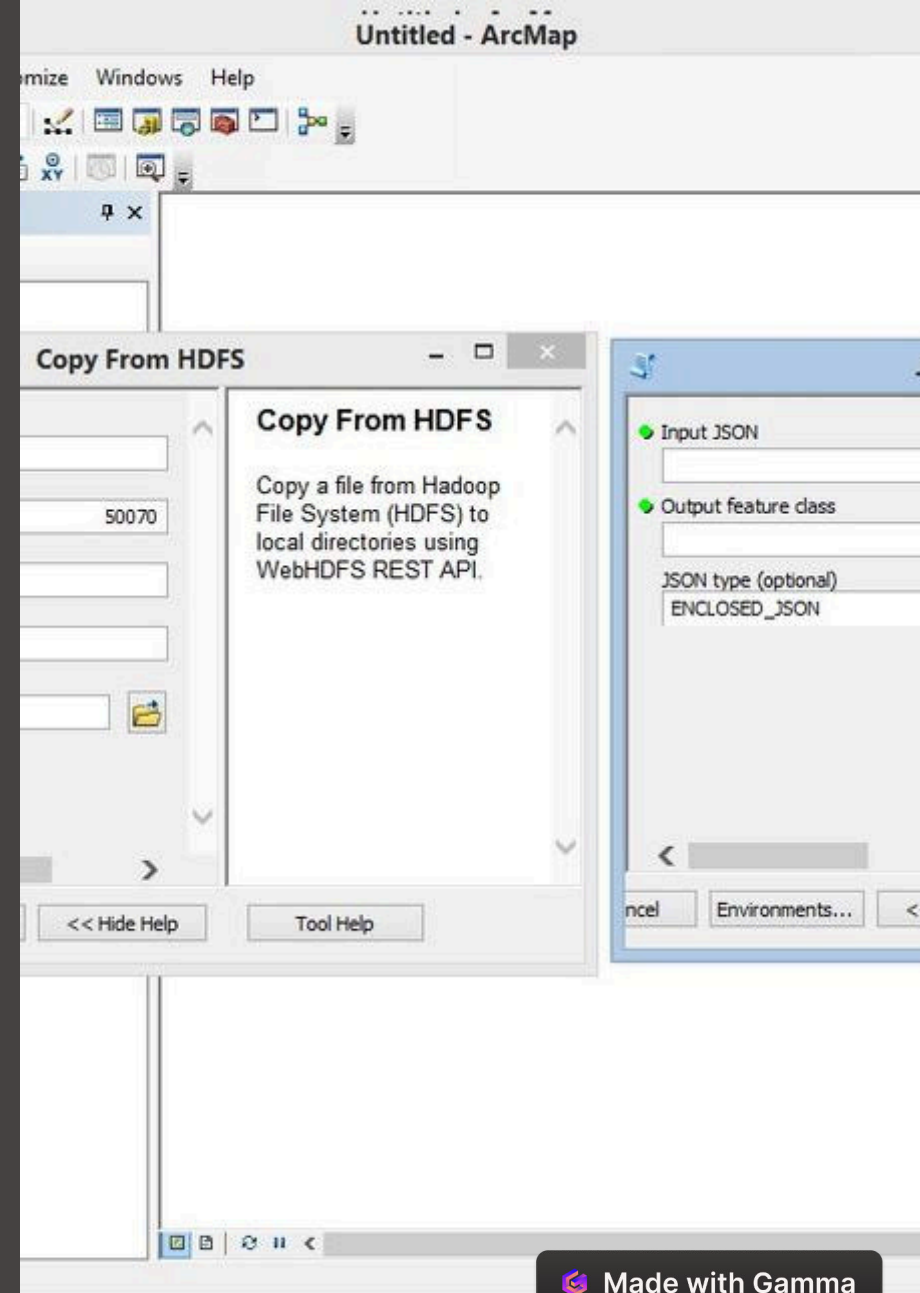 Untitled - ArcMap
Windows Help
XY
Copy From HDFS
50070
<< Hide Help
Copy From HDFS
Copy a file from Hadoop
File System (HDFS) to
local directories using
WebHDFS REST API.
Tool Help
Input JSON
Output feature class
JSON type (optional)
ENCLOSED_JSON
Environments...
<
Made with Gamma